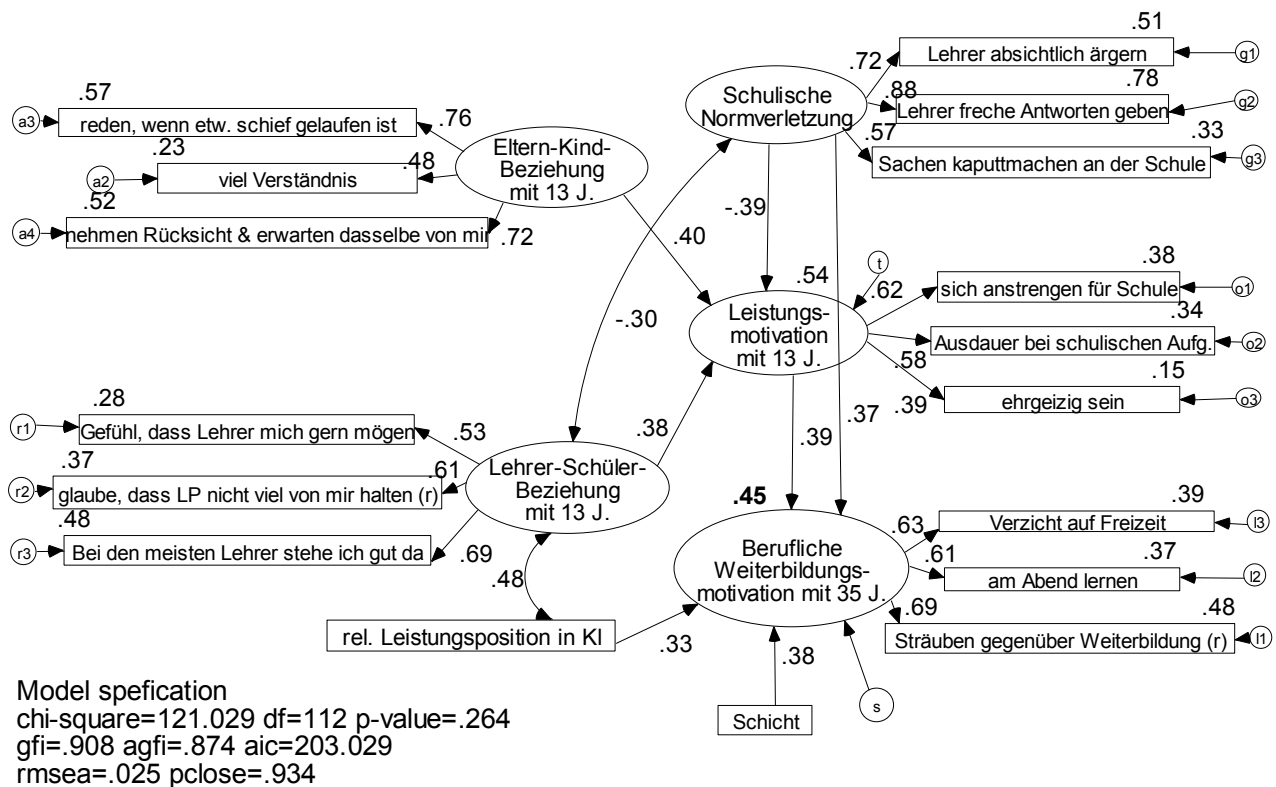 .51
.72
Lehrer absichtlich ärgern
g1
.57
Schulische
Normverletzung
.78
.88
Lehrer freche Antworten geben
g2
a3
reden, wenn etw. schief gelaufen ist
.76
.57
.33
.23
Eltern-Kind-
Beziehung
mit 13 J.
Sachen kaputtmachen an der Schule
g3
a2
viel Verständnis
.48
.52
a4
nehmen Rücksicht & erwarten dasselbe von mir
.72
-.39
.40
.38
.54
t
.62
sich anstrengen für Schule
o1
-.30
Leistungs-
motivation
mit 13 J.
.34
Ausdauer bei schulischen Aufg.
o2
.58
.15
.28
.39
ehrgeizig sein
o3
r1
Gefühl, dass Lehrer mich gern mögen
.53
.38
.37
.39
.37
Lehrer-Schüler-
Beziehung
mit 13 J.
.61
r2
glaube, dass LP nicht viel von mir halten (r)
.45
.39
.48
.63
Verzicht auf Freizeit
l3
r3
Bei den meisten Lehrer stehe ich gut da
.69
Berufliche
Weiterbildungs-
motivation mit 35 J.
.61
.37
am Abend lernen
l2
.48
.69
.48
rel. Leistungsposition in Kl
.33
Sträuben gegenüber Weiterbildung (r)
l1
.38
Schicht
s
Model spefication
chi-square=121.029 df=112 p-value=.264
gfi=.908 agfi=.874 aic=203.029
rmsea=.025 pclose=.934